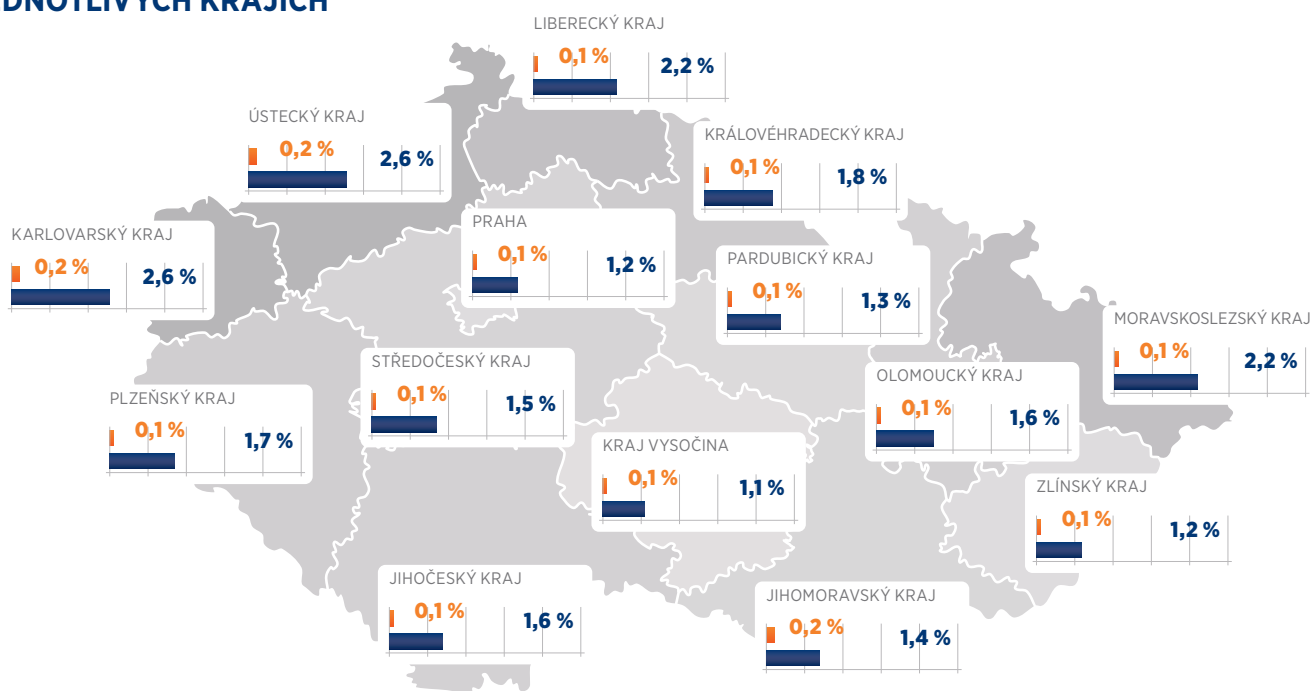 DNOTLIVÝCH KRAJÍCH
LIBERECKÝ KRAJ
0,1 %
2,2 %
ÚSTECKÝ KRAJ
0,2 %
2,6 %
KRÁLOVÉHRADECKÝ KRAJ
0,1 %
1,8 %
KARLOVARSKÝ KRAJ
0,2 %
2,6 %
PRAHA
0,1 %
1,2 %
PARDUBICKÝ KRAJ
0,1 %
1,3 %
MORAVSKOSLEZSKÝ KRAJ
0,1 %
2,2 %
STŘEDOČESKÝ KRAJ
0,1 %
1,5 %
OLOMOUCKÝ KRAJ
0,1 %
1,6 %
PLZEŇSKÝ KRAJ
0,1 %
1,7 %
KRAJ VYSOČINA
0,1 %
1,1 %
ZLÍNSKÝ KRAJ
0,1 %
1,2 %
JIHOČESKÝ KRAJ
0,1 %
1,6 %
JIHOMORAVSKÝ KRAJ
0,2 %
1,4 %